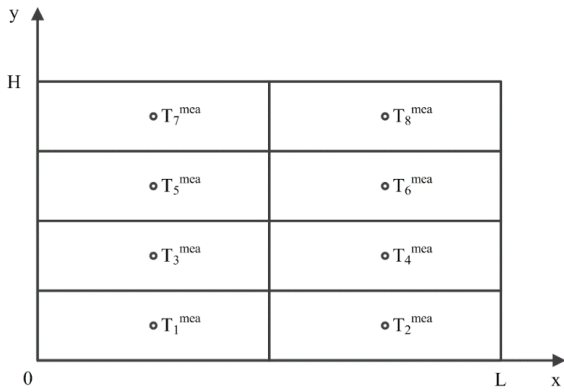 y
H
T₇ᵐᵉᵃ T₈ᵐᵉᵃ
T₅ᵐᵉᵃ T₆ᵐᵉᵃ
T₃ᵐᵉᵃ T₄ᵐᵉᵃ
T₁ᵐᵉᵃ T₂ᵐᵉᵃ
0 L x